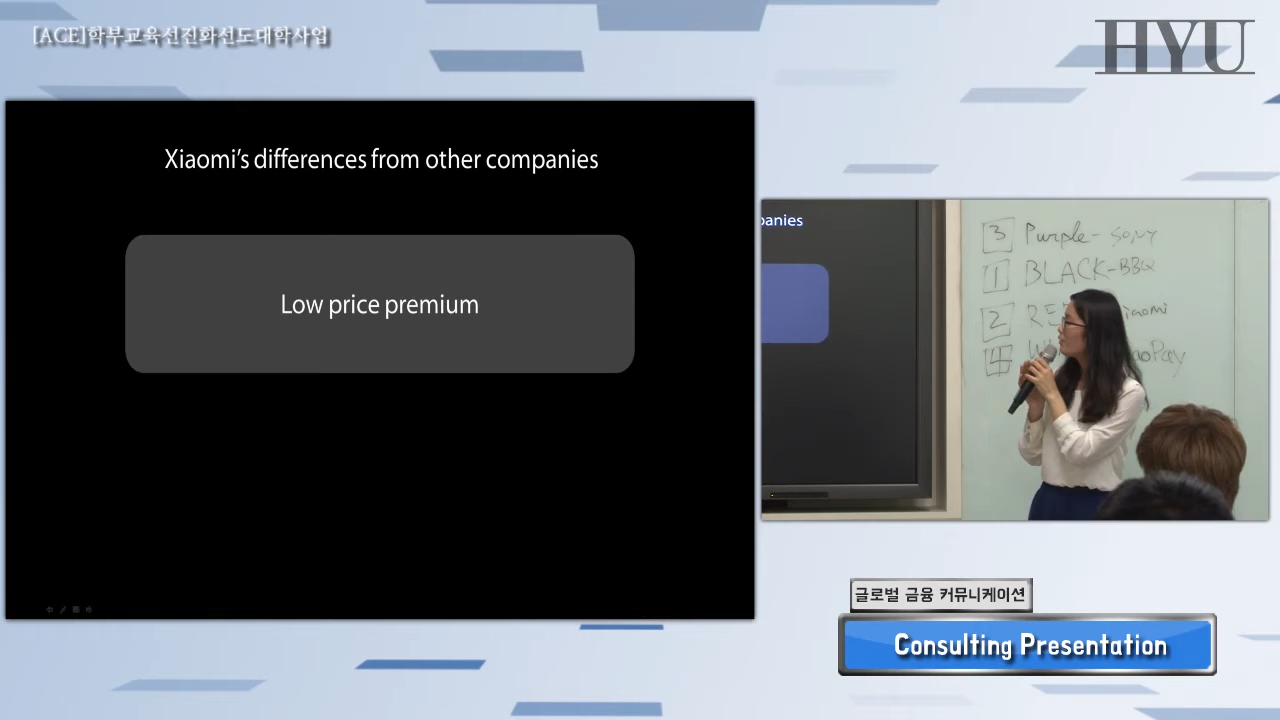 [ACE]학부교육선진화선도대학사업
HYU
Xiaomi's differences from other companies
Low price premium
panies
3 Purple- SONY
1 BLACK-BBQ
2 RED
4
글로벌 금융 커뮤니케이션
Consulting Presentation